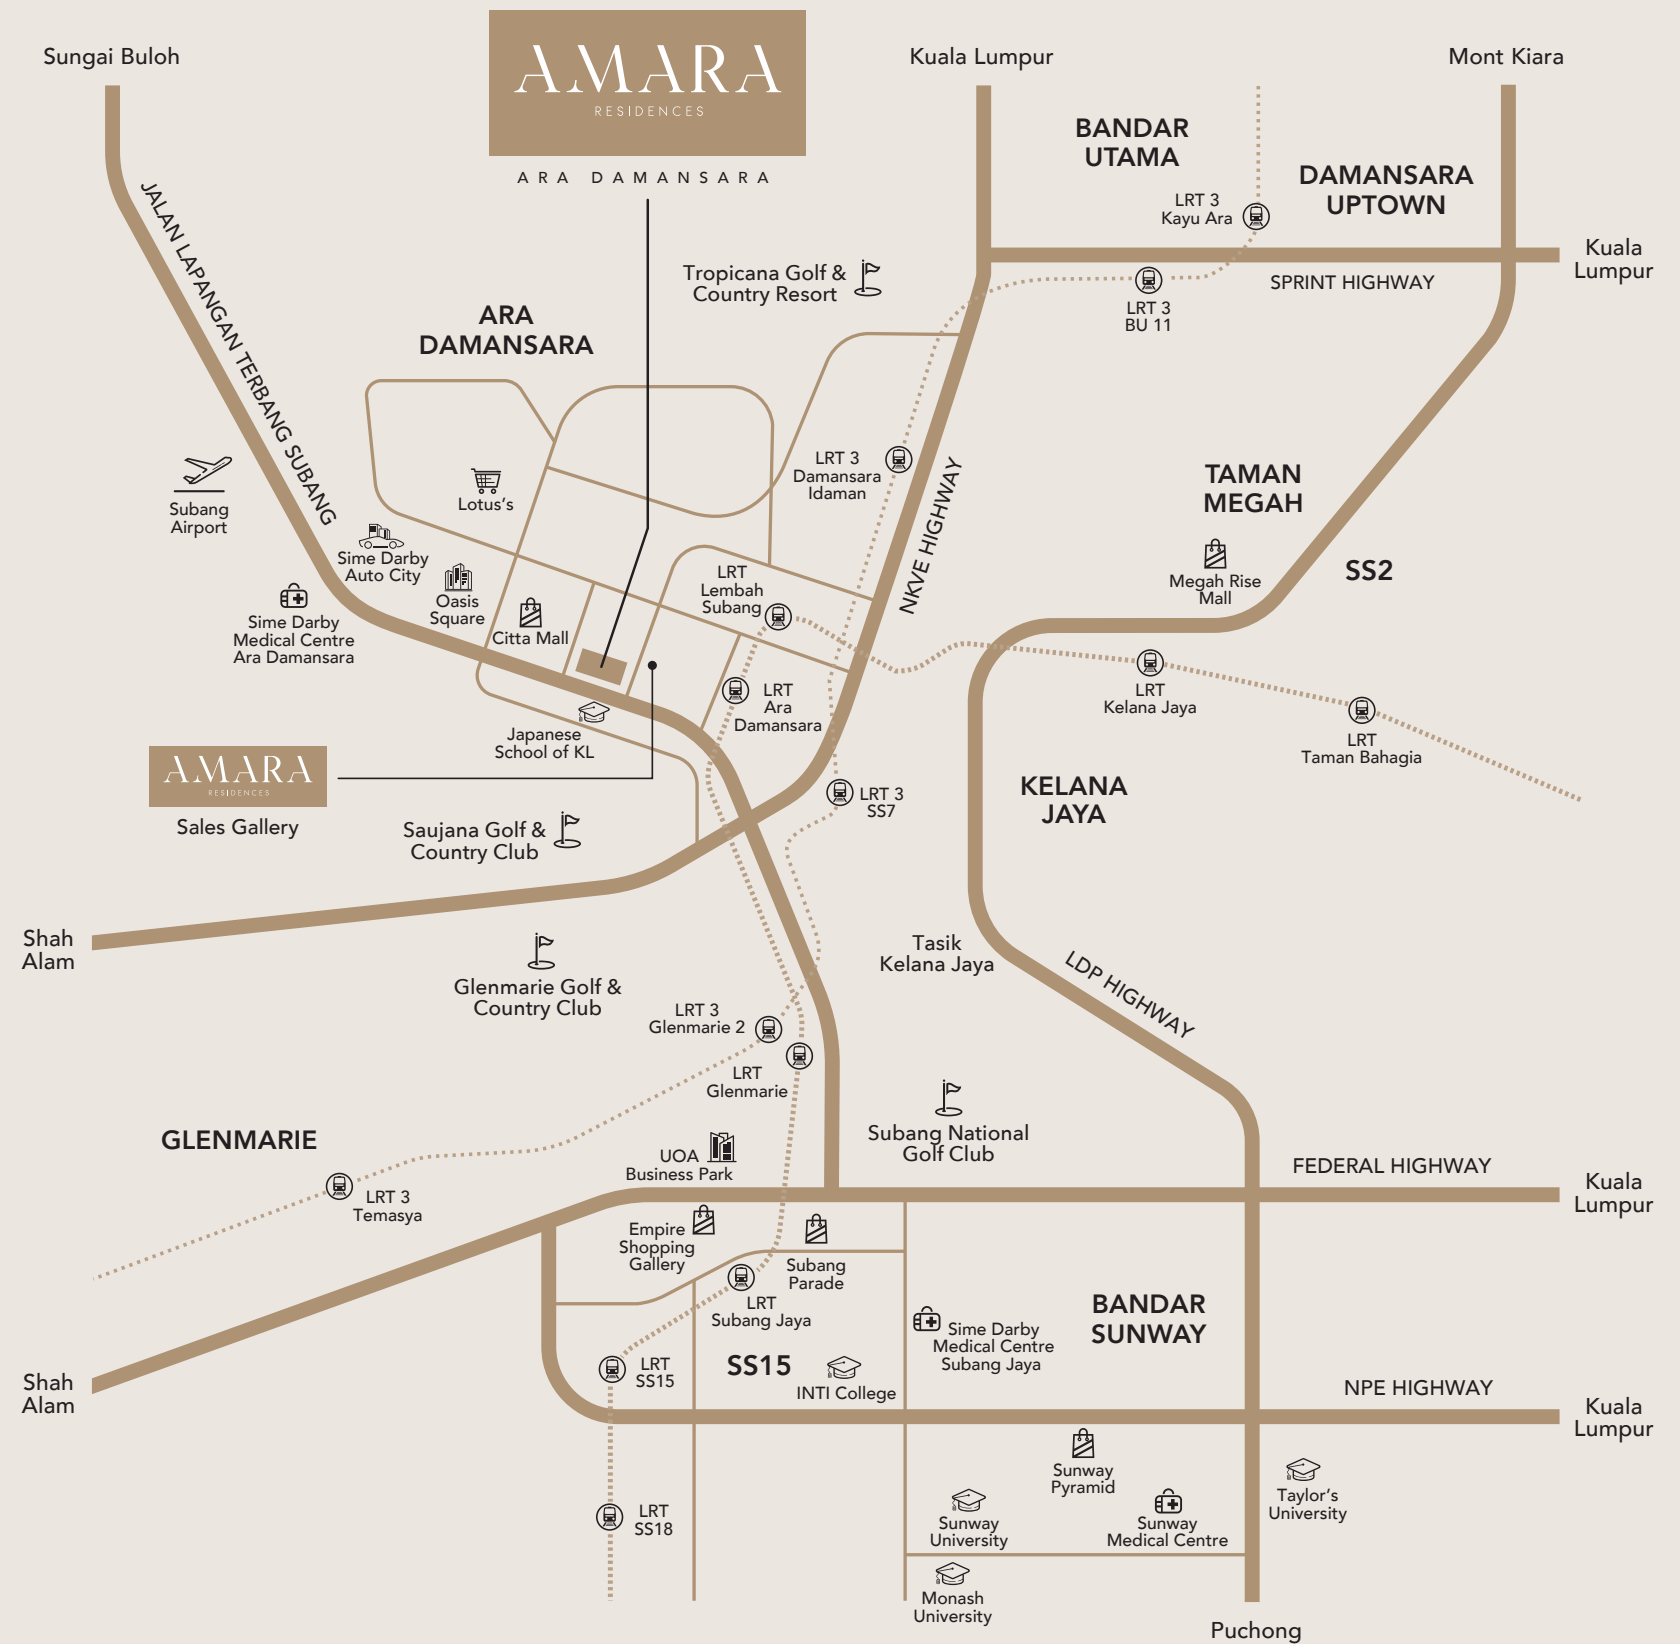 Sungai Buloh
AMARA
RESIDENCES
ARA DAMANSARA
Kuala Lumpur
Mont Kiara
BANDAR
UTAMA
DAMANSARA
UPTOWN
LRT 3
Kayu Ara
Kuala
Lumpur
SPRINT HIGHWAY
LRT 3
BU 11
Tropicana Golf &
Country Resort
JALAN LAPANGAN TERBANG SUBANG
ARA
DAMANSARA
LRT 3
Damansara
Idaman
NKVE HIGHWAY
TAMAN
MEGAH
SS2
Megah Rise
Mall
Lotus's
Subang
Airport
Sime Darby
Auto City
Oasis
Square
Citta Mall
Sime Darby
Medical Centre
Ara Damansara
LRT
Lembah
Subang
LRT
Ara
Damansara
LRT
Kelana Jaya
LRT
Taman Bahagia
Japanese
School of KL
AMARA
RESIDENCES
Sales Gallery
LRT 3
SS7
KELANA
JAYA
Saujana Golf &
Country Club
Shah
Alam
Glenmarie Golf &
Country Club
Tasik
Kelana Jaya
LDP HIGHWAY
LRT 3
Glenmarie 2
LRT
Glenmarie
Subang National
Golf Club
GLENMARIE
UOA
Business Park
FEDERAL HIGHWAY
Kuala
Lumpur
LRT 3
Temasya
Empire
Shopping
Gallery
Subang
Parade
LRT
Subang Jaya
BANDAR
SUNWAY
Sime Darby
Medical Centre
Subang Jaya
SS15
LRT
SS15
INTI College
Shah
Alam
NPE HIGHWAY
Kuala
Lumpur
Sunway
Pyramid
Taylor's
University
LRT
SS18
Sunway
University
Sunway
Medical Centre
Monash
University
Puchong